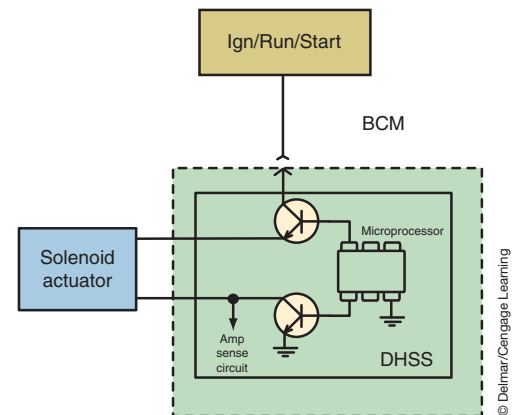 Ign/Run/Start
BCM
Microprocessor
Solenoid
actuator
Amp
sense
circuit
DHSS
© Delmar/Cengage Learning